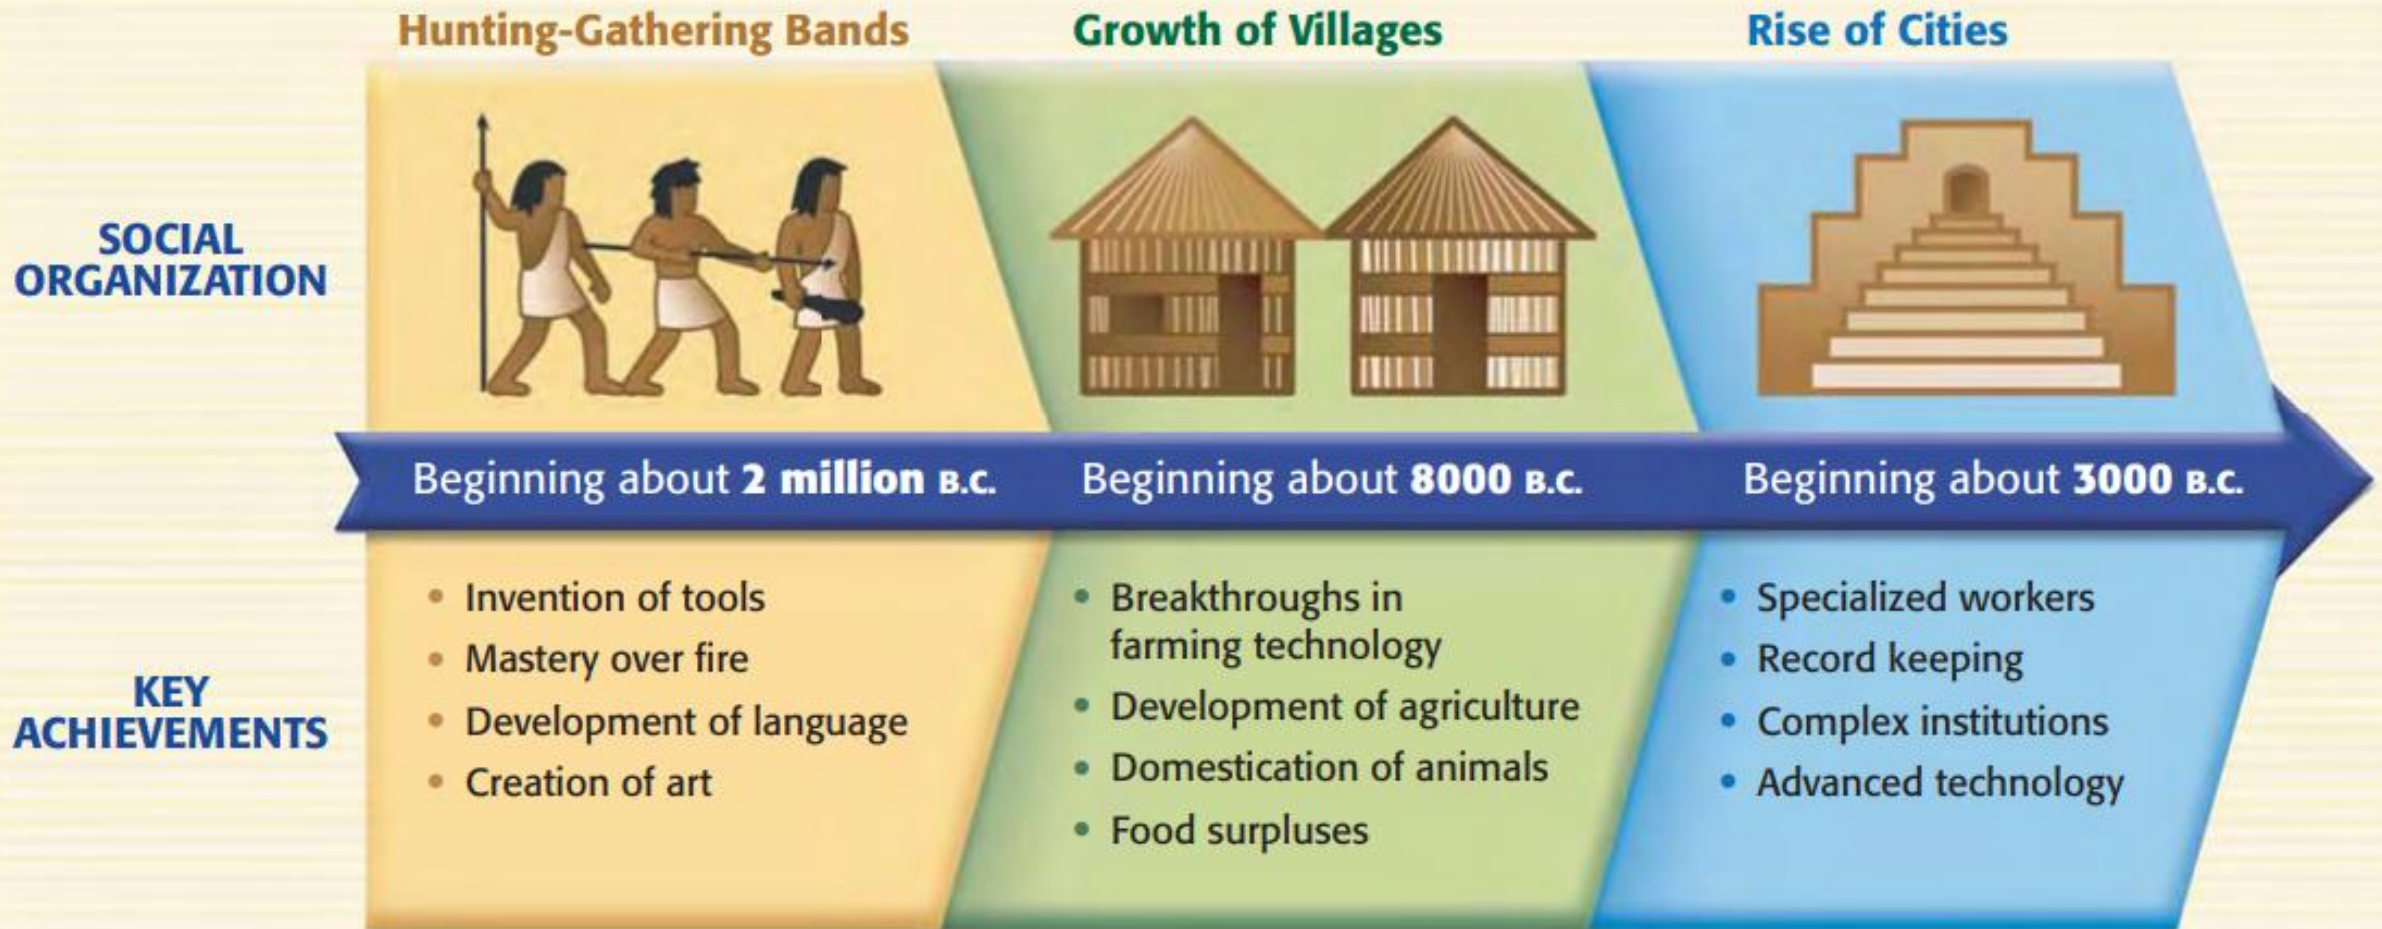 Hunting-Gathering Bands
Growth of Villages
Rise of Cities
SOCIAL
ORGANIZATION
Beginning about 2 million B.C.
Beginning about 8000 B.C.
Beginning about 3000 B.C.
KEY
ACHIEVEMENTS
• Invention of tools
• Mastery over fire
• Development of language
• Creation of art
• Breakthroughs in
farming technology
• Development of agriculture
• Domestication of animals
• Food surpluses
• Specialized workers
• Record keeping
• Complex institutions
• Advanced technology